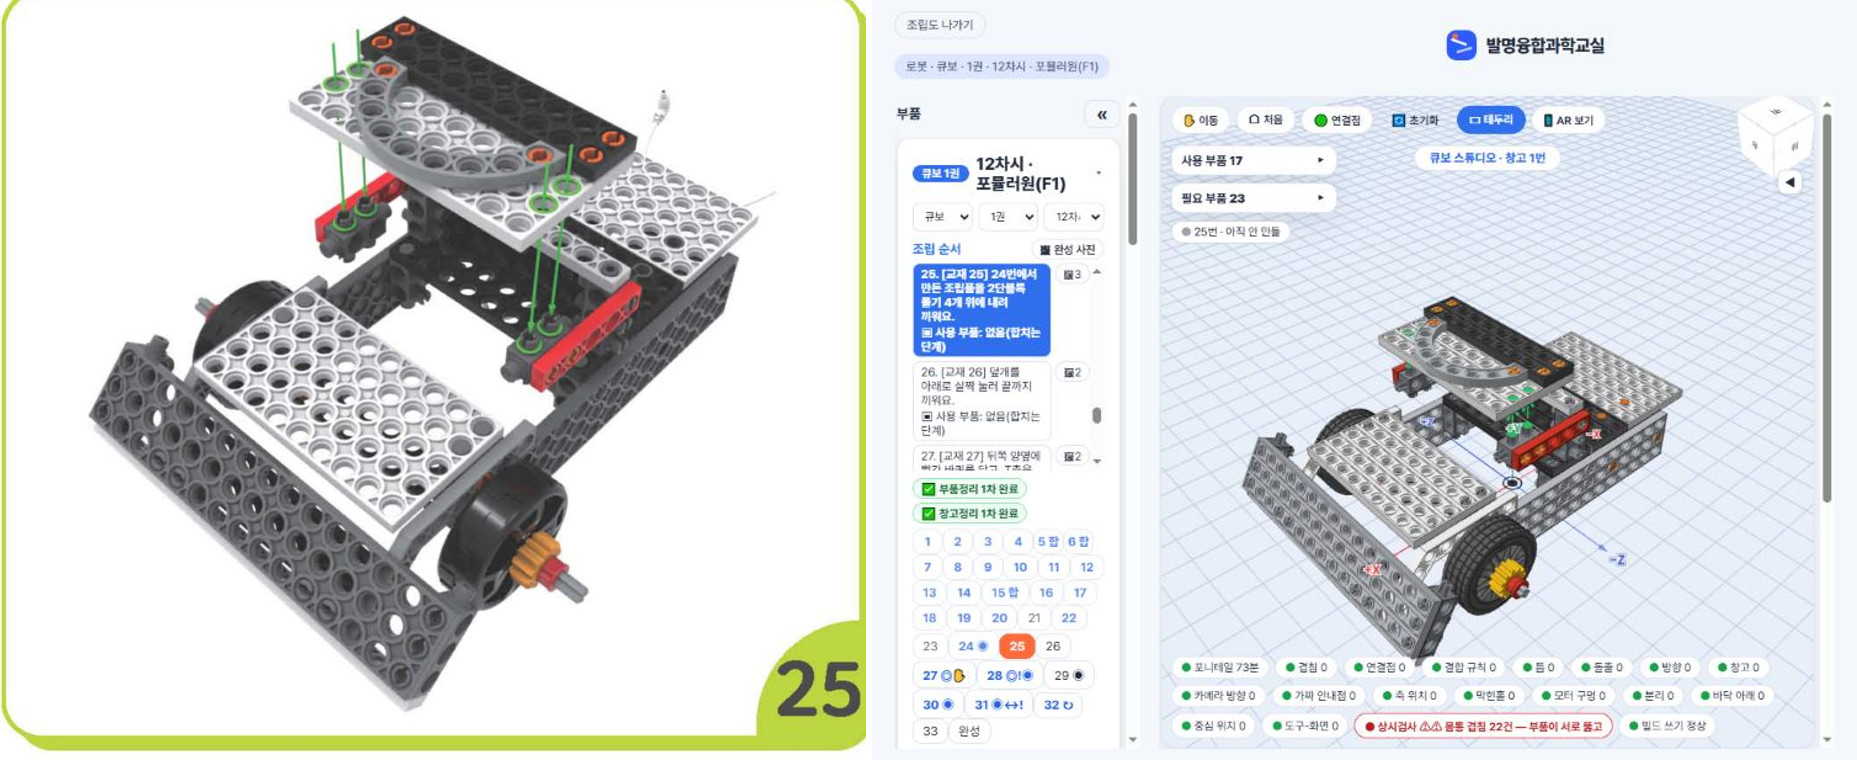 25
조립도 나가기
로봇 · 큐보 · 1권 · 12차시 · 포뮬러원(F1)
발명융합과학교실
부품
«
큐보 1권
12차시 ·
포뮬러원(F1)
큐보
1권
12차
조립 순서
완성 사진
25. [교재 25] 24번에서
만든 조립품을 2단블록
돌기 4개 위에 내려
끼워요.
▣ 사용 부품: 없음(합치는
단계)
3
26. [교재 26] 덮개를
아래로 살짝 눌러 끝까지
끼워요.
▣ 사용 부품: 없음(합치는
단계)
2
27. [교재 27] 뒤쪽 양옆에
2
부품정리 1차 완료
창고정리 1차 완료
1 2 3 4 5 합 6 합
7 8 9 10 11 12
13 14 15 합 16 17
18 19 20 21 22
23 24 25 26
27 28 29
30 31 32
33 완성
이동
처음
연결점
초기화
테두리
AR 보기
사용 부품 17
큐보 스튜디오 · 창고 1번
필요 부품 23
25번 · 아직 안 만듦
+Z
+Y
-X
-Z
+X
포니테일 73분
겹침 0
연결점 0
결합 규칙 0
틈 0
돌출 0
방향 0
창고 0
카메라 방향 0
가짜 안내점 0
축 위치 0
막힌홀 0
모터 구멍 0
분리 0
바닥 아래 0
중심 위치 0
도구-화면 0
상시검사 ⚠⚠ 몸통 겹침 22건 — 부품이 서로 뚫고
빌드 쓰기 정상